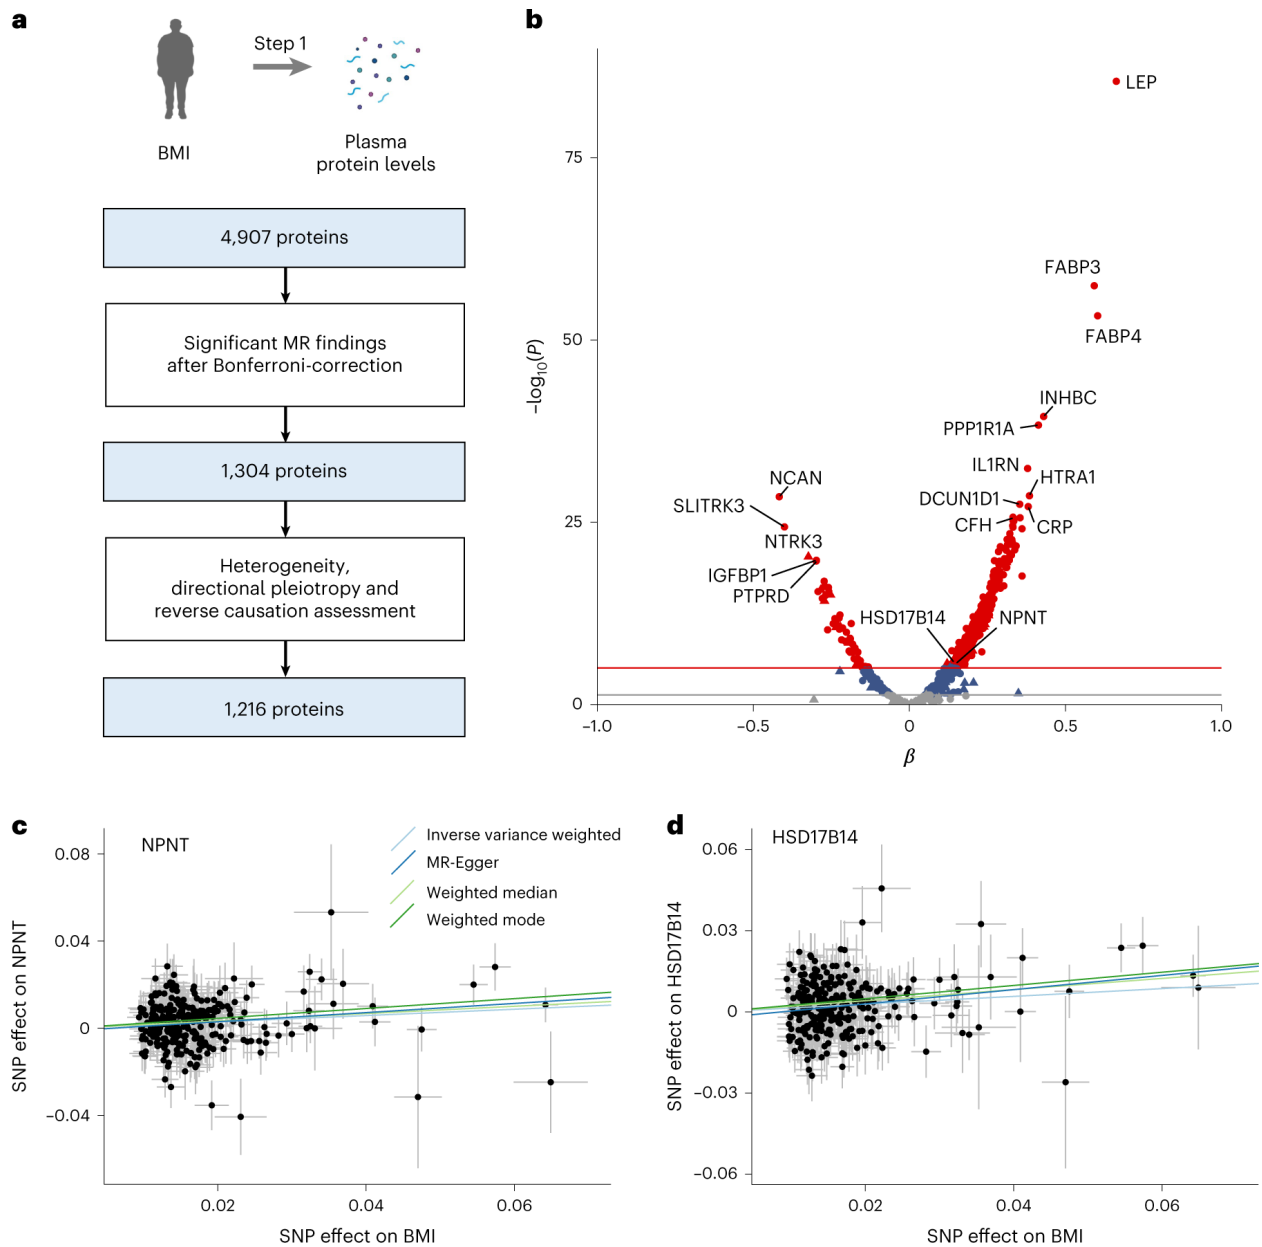 a
Step 1
BMI
Plasma
protein levels
4,907 proteins
Significant MR findings
after Bonferroni-correction
1,304 proteins
Heterogeneity,
directional pleiotropy and
reverse causation assessment
1,216 proteins
b
−log10(P)
75
50
25
0
−1.0
−0.5
0
0.5
1.0
β
LEP
FABP3
FABP4
INHBC
PPP1R1A
IL1RN
HTRA1
DCUN1D1
CFH
CRP
NCAN
SLITRK3
NTRK3
IGFBP1
PTPRD
HSD17B14
NPNT
c
NPNT
Inverse variance weighted
MR-Egger
Weighted median
Weighted mode
SNP effect on NPNT
0.08
0.04
0
−0.04
0.02
0.04
0.06
SNP effect on BMI
d
HSD17B14
SNP effect on HSD17B14
0.06
0.03
0
−0.03
−0.06
0.02
0.04
0.06
SNP effect on BMI